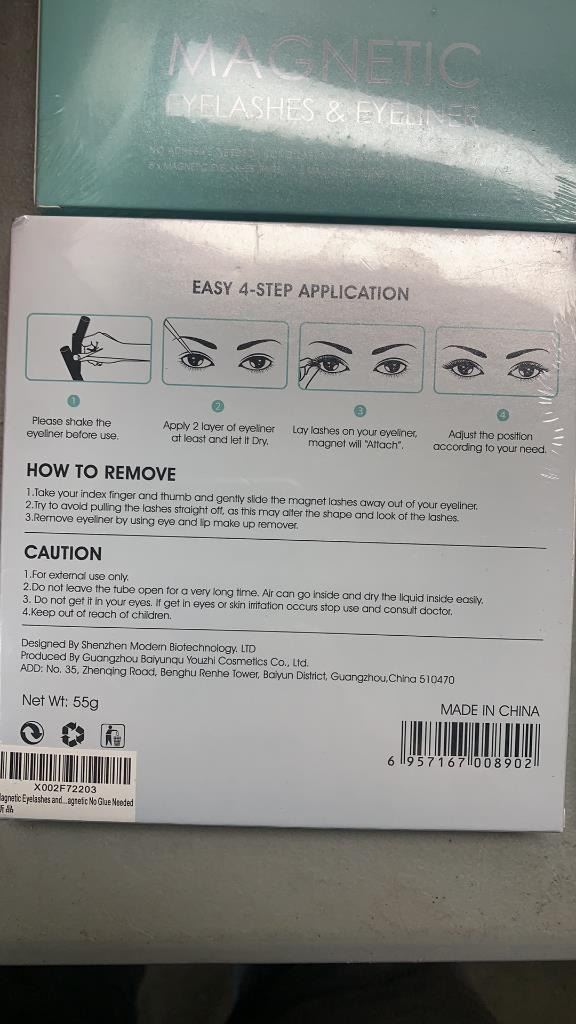 MAGNETIC
EYELASHES & EYELINER
EASY 4-STEP APPLICATION
1
Please shake the
eyeliner before use.
2
Apply 2 layer of eyeliner
at least and let it Dry.
3
Lay lashes on your eyeliner,
magnet will "Attach".
4
Adjust the position
according to your need.
HOW TO REMOVE
1.Take your index finger and thumb and gently slide the magnet lashes away out of your eyeliner.
2.Try to avoid pulling the lashes straight off, as this may alter the shape and look of the lashes.
3.Remove eyeliner by using eye and lip make up remover.
CAUTION
1.For external use only.
2.Do not leave the tube open for a very long time. Air can go inside and dry the liquid inside easily.
3. Do not get it in your eyes. If get in eyes or skin irritation occurs stop use and consult doctor.
4.Keep out of reach of children.
Designed By Shenzhen Modern Biotechnology. LTD
Produced By Guangzhou Baiyunqu Youzhi Cosmetics Co., Ltd.
ADD: No. 35, Zhenqing Road, Benghu Renhe Tower, Baiyun District, Guangzhou,China 510470
Net Wt: 55g
MADE IN CHINA
6 957167 008902
X002F72203
agnetic Eyelashes and...agnetic No Glue Needed